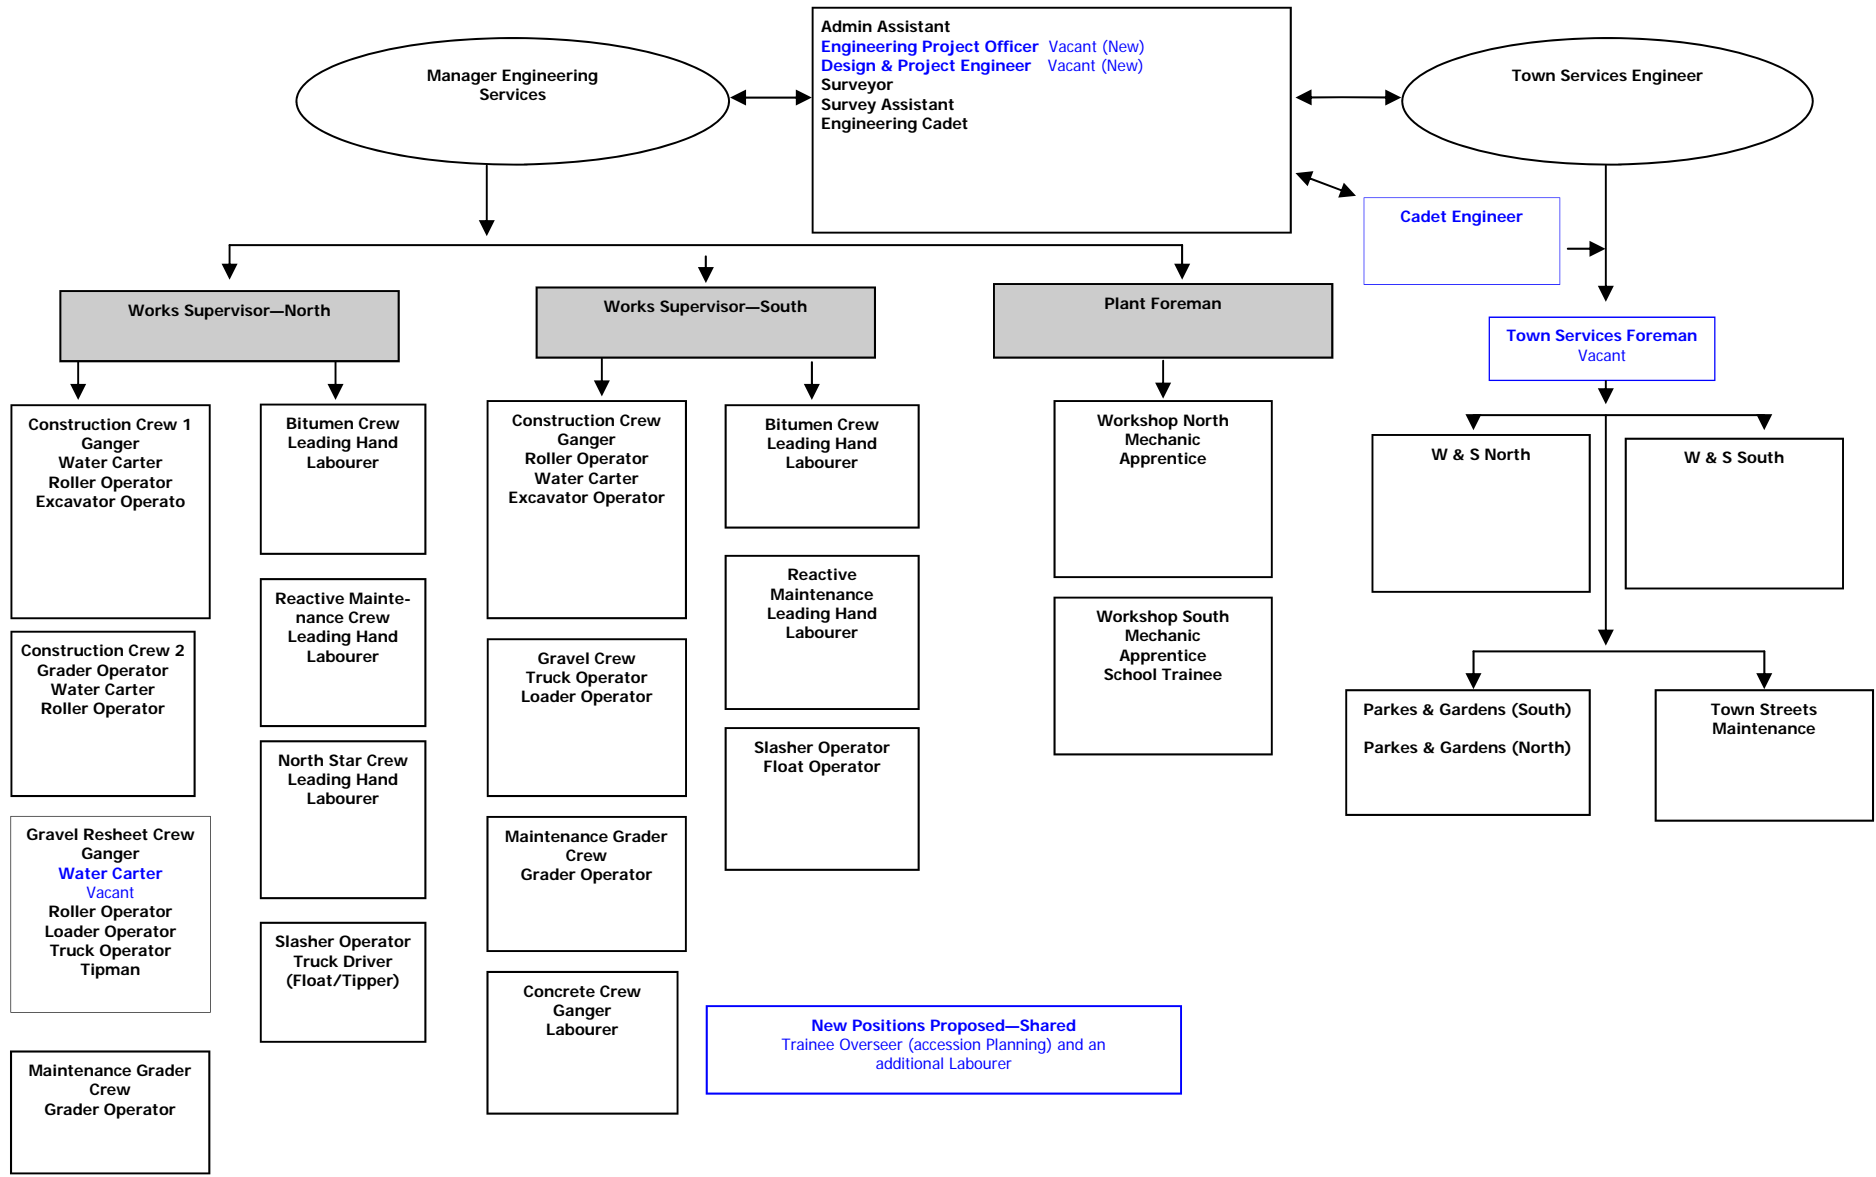 Admin Assistant
Engineering Project Officer Vacant (New)
Design & Project Engineer Vacant (New)
Surveyor
Survey Assistant
Engineering Cadet
Manager Engineering
Services
Town Services Engineer
Cadet Engineer
Works Supervisor—North
Works Supervisor—South
Plant Foreman
Town Services Foreman
Vacant
Construction Crew 1
Ganger
Water Carter
Roller Operator
Excavator Operato
Bitumen Crew
Leading Hand
Labourer
Construction Crew
Ganger
Roller Operator
Water Carter
Excavator Operator
Bitumen Crew
Leading Hand
Labourer
Workshop North
Mechanic
Apprentice
W & S North
W & S South
Reactive Mainte-
nance Crew
Leading Hand
Labourer
Reactive
Maintenance
Leading Hand
Labourer
Construction Crew 2
Grader Operator
Water Carter
Roller Operator
Gravel Crew
Truck Operator
Loader Operator
Workshop South
Mechanic
Apprentice
School Trainee
Parkes & Gardens (South)
Parkes & Gardens (North)
Town Streets
Maintenance
North Star Crew
Leading Hand
Labourer
Slasher Operator
Float Operator
Gravel Resheet Crew
Ganger
Water Carter
Vacant
Roller Operator
Loader Operator
Truck Operator
Tipman
Maintenance Grader
Crew
Grader Operator
Slasher Operator
Truck Driver
(Float/Tipper)
Concrete Crew
Ganger
Labourer
New Positions Proposed—Shared
Trainee Overseer (accession Planning) and an
additional Labourer
Maintenance Grader
Crew
Grader Operator